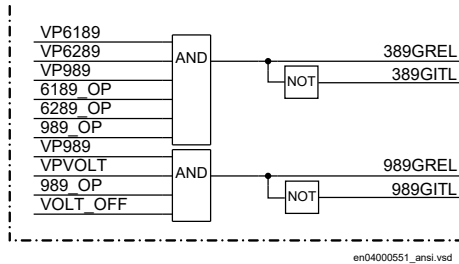 VP6189
VP6289
VP989
6189_OP
6289_OP
989_OP
AND
389GREL
NOT
389GITL
VP989
VPVOLT
989_OP
VOLT_OFF
AND
989GREL
NOT
989GITL
en04000551_ansi.vsd